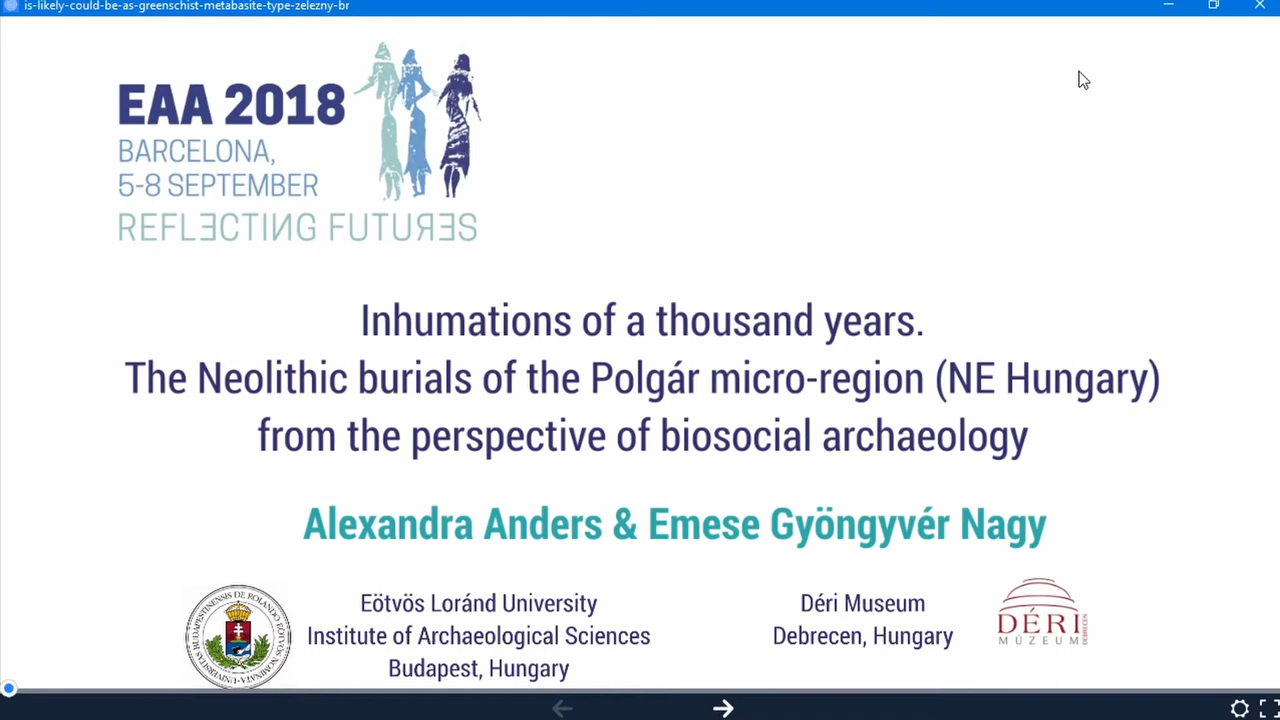 is-likely-could-be-as-greenschist-metabasite-type-zelezny-br
EAA 2018
BARCELONA,
5-8 SEPTEMBER
REFLECTING FUTURES
Inhumations of a thousand years.
The Neolithic burials of the Polgár micro-region (NE Hungary)
from the perspective of biosocial archaeology
Alexandra Anders & Emese Gyöngyvér Nagy
Eötvös Loránd University
Institute of Archaeological Sciences
Budapest, Hungary
Déri Museum
Debrecen, Hungary
DÉRI
MÚZEUM
DEBRECEN